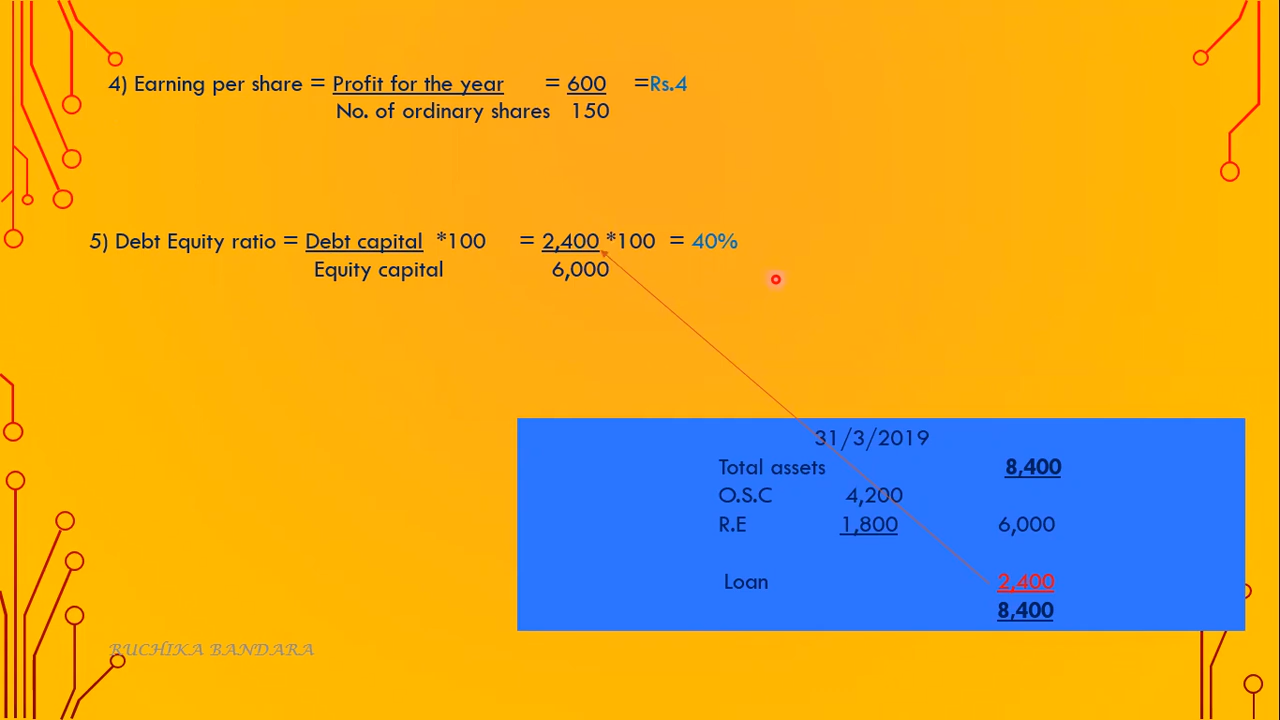 4) Earning per share = Profit for the year = 600 =Rs.4
No. of ordinary shares 150
5) Debt Equity ratio = Debt capital *100 = 2,400 *100 = 40%
Equity capital 6,000
31/3/2019
Total assets 8,400
O.S.C 4,200
R.E 1,800 6,000
Loan 2,400
8,400
RUCHIKA BANDARA